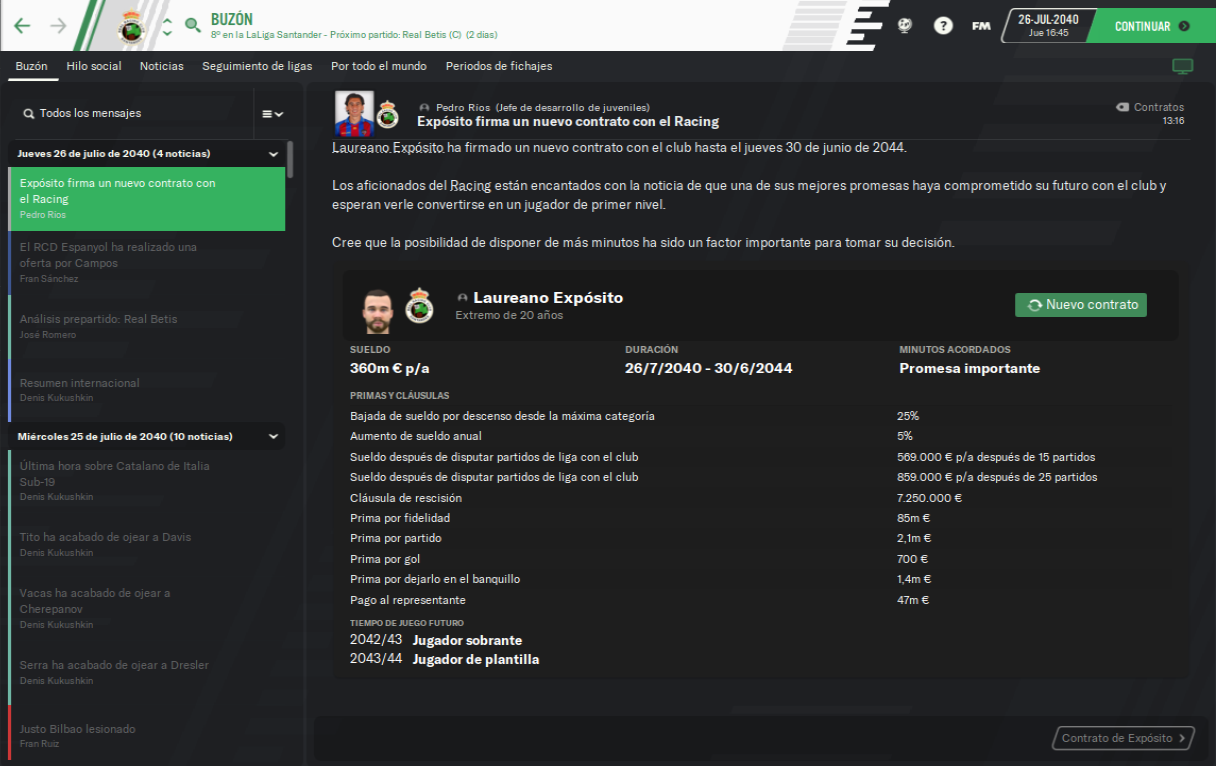 BUZÓN
8º en la LaLiga Santander - Próximo partido: Real Betis (C) (2 días)
?
FM
26-JUL-2040
Jue 16:45
CONTINUAR
Buzón Hilo social Noticias Seguimiento de ligas Por todo el mundo Periodos de fichajes
Todos los mensajes
Jueves 26 de julio de 2040 (4 noticias)
Expósito firma un nuevo contrato con
el Racing
Pedro Rios
El RCD Espanyol ha realizado una
oferta por Campos
Fran Sánchez
Análisis prepartido: Real Betis
José Romero
Resumen internacional
Denis Kukushkin
Miércoles 25 de julio de 2040 (10 noticias)
Última hora sobre Catalano de Italia
Sub-19
Denis Kukushkin
Tito ha acabado de ojear a Davis
Denis Kukushkin
Vacas ha acabado de ojear a
Cherepanov
Denis Kukushkin
Serra ha acabado de ojear a Dresler
Denis Kukushkin
Justo Bilbao lesionado
Fran Ruiz
Pedro Rios (Jefe de desarrollo de juveniles)
Expósito firma un nuevo contrato con el Racing
Contratos
13:16
Laureano Expósito ha firmado un nuevo contrato con el club hasta el jueves 30 de junio de 2044.
Los aficionados del Racing están encantados con la noticia de que una de sus mejores promesas haya comprometido su futuro con el club y
esperan verle convertirse en un jugador de primer nivel.
Cree que la posibilidad de disponer de más minutos ha sido un factor importante para tomar su decisión.
Laureano Expósito
Extremo de 20 años
Nuevo contrato
SUELDO DURACIÓN MINUTOS ACORDADOS
360m € p/a 26/7/2040 - 30/6/2044 Promesa importante
PRIMAS Y CLÁUSULAS
Bajada de sueldo por descenso desde la máxima categoría 25%
Aumento de sueldo anual 5%
Sueldo después de disputar partidos de liga con el club 569.000 € p/a después de 15 partidos
Sueldo después de disputar partidos de liga con el club 859.000 € p/a después de 25 partidos
Cláusula de rescisión 7.250.000 €
Prima por fidelidad 85m €
Prima por partido 2,1m €
Prima por gol 700 €
Prima por dejarlo en el banquillo 1,4m €
Pago al representante 47m €
TIEMPO DE JUEGO FUTURO
2042/43 Jugador sobrante
2043/44 Jugador de plantilla
Contrato de Expósito